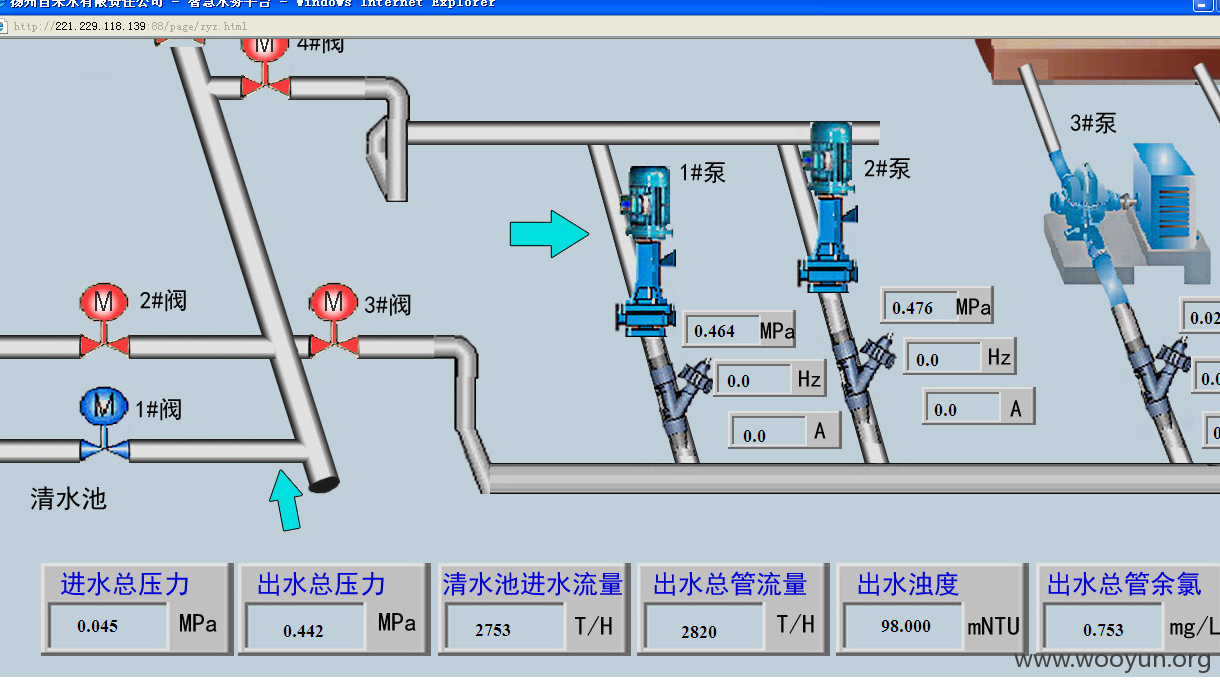 扬州自来水有限责任公司 - 智慧水务平台 - Windows Internet Explorer
http://221.229.118.139:88/page/zyz.html
M 4#阀
3#泵
1#泵
2#泵
M 2#阀
M 3#阀
0.476 MPa
0.464 MPa
0.02
0.0 Hz
0.0 Hz
M 1#阀
0.0 A
0.0 A
清水池
进水总压力
0.045 MPa
出水总压力
0.442 MPa
清水池进水流量
2753 T/H
出水总管流量
2820 T/H
出水浊度
98.000 mNTU
出水总管余氯
0.753 mg/L
www.wooyun.org